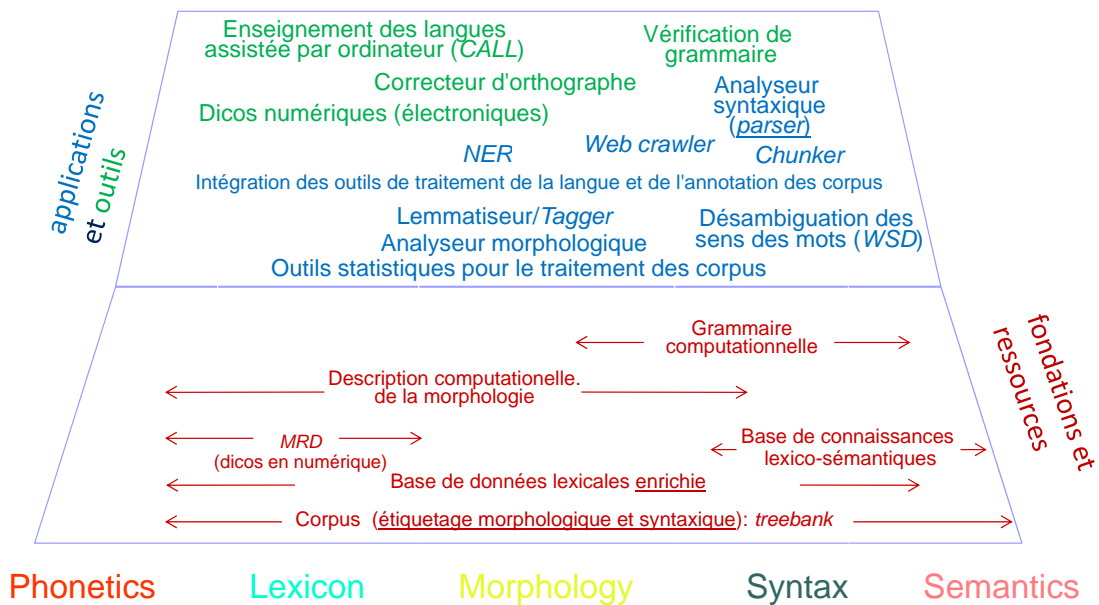 Enseignement des langues
assistée par ordinateur (CALL)
Vérification de
grammaire
Correcteur d'orthographe
Dicos numériques (électroniques)
Analyseur
syntaxique
(parser)
NER
Web crawler
Chunker
Intégration des outils de traitement de la langue et de l'annotation des corpus
Lemmatiseur/Tagger
Analyseur morphologique
Désambiguation des
sens des mots (WSD)
Outils statistiques pour le traitement des corpus
applications
et outils
Grammaire
computationnelle
Description computationelle.
de la morphologie
MRD
(dicos en numérique)
Base de connaissances
lexico-sémantiques
Base de données lexicales enrichie
Corpus (étiquetage morphologique et syntaxique): treebank
fondations et
ressources
Phonetics
Lexicon
Morphology
Syntax
Semantics